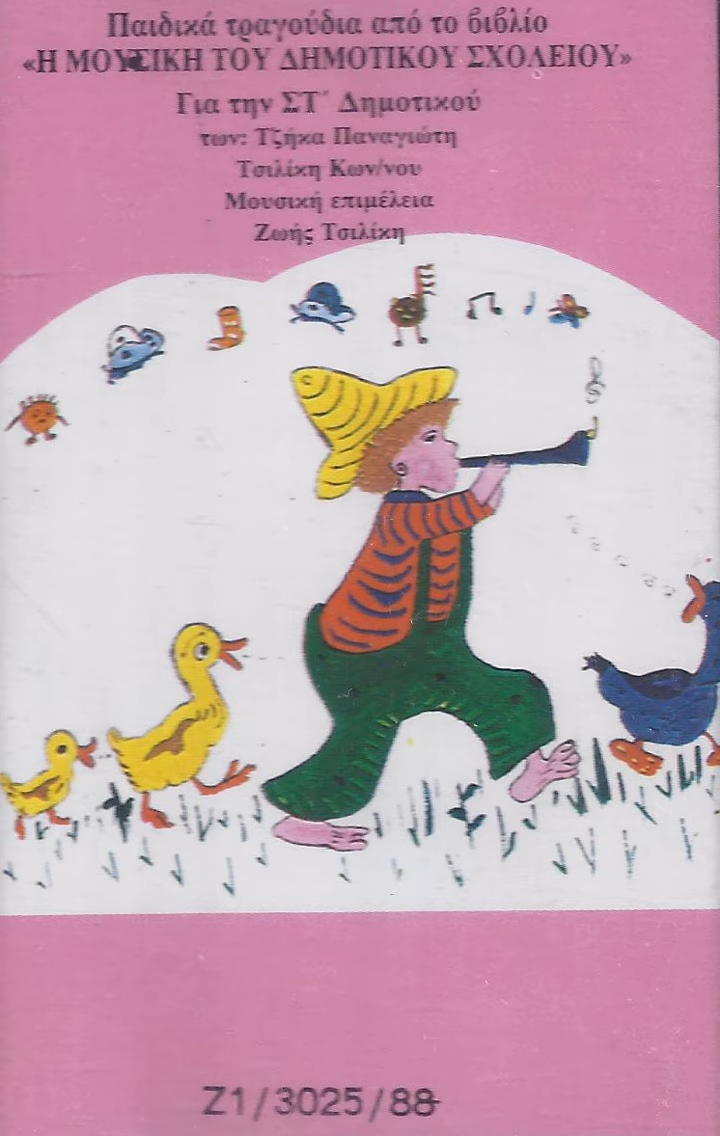 Παιδικά τραγούδια από το βιβλίο
«Η ΜΟΥΣΙΚΗ ΤΟΥ ΔΗΜΟΤΙΚΟΥ ΣΧΟΛΕΙΟΥ»
Για την ΣΤ΄ Δημοτικού
των: Τζήκα Παναγιώτη
Τσιλίκη Κων/νου
Μουσική επιμέλεια
Ζωής Τσιλίκη
Z1/3025/88